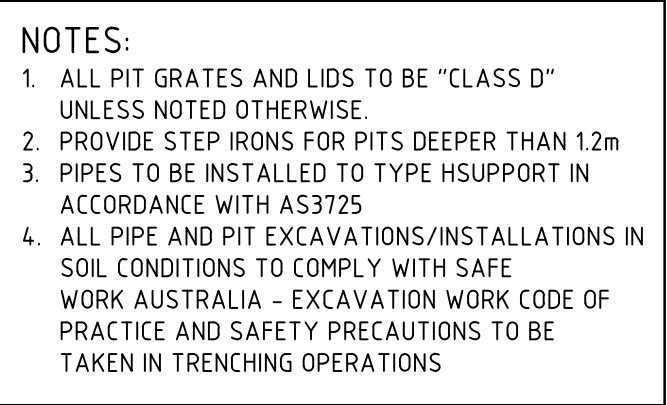 NOTES:
1. ALL PIT GRATES AND LIDS TO BE "CLASS D"
UNLESS NOTED OTHERWISE.
2. PROVIDE STEP IRONS FOR PITS DEEPER THAN 1.2m
3. PIPES TO BE INSTALLED TO TYPE HSUPPORT IN
ACCORDANCE WITH AS3725
4. ALL PIPE AND PIT EXCAVATIONS/INSTALLATIONS IN
SOIL CONDITIONS TO COMPLY WITH SAFE
WORK AUSTRALIA - EXCAVATION WORK CODE OF
PRACTICE AND SAFETY PRECAUTIONS TO BE
TAKEN IN TRENCHING OPERATIONS